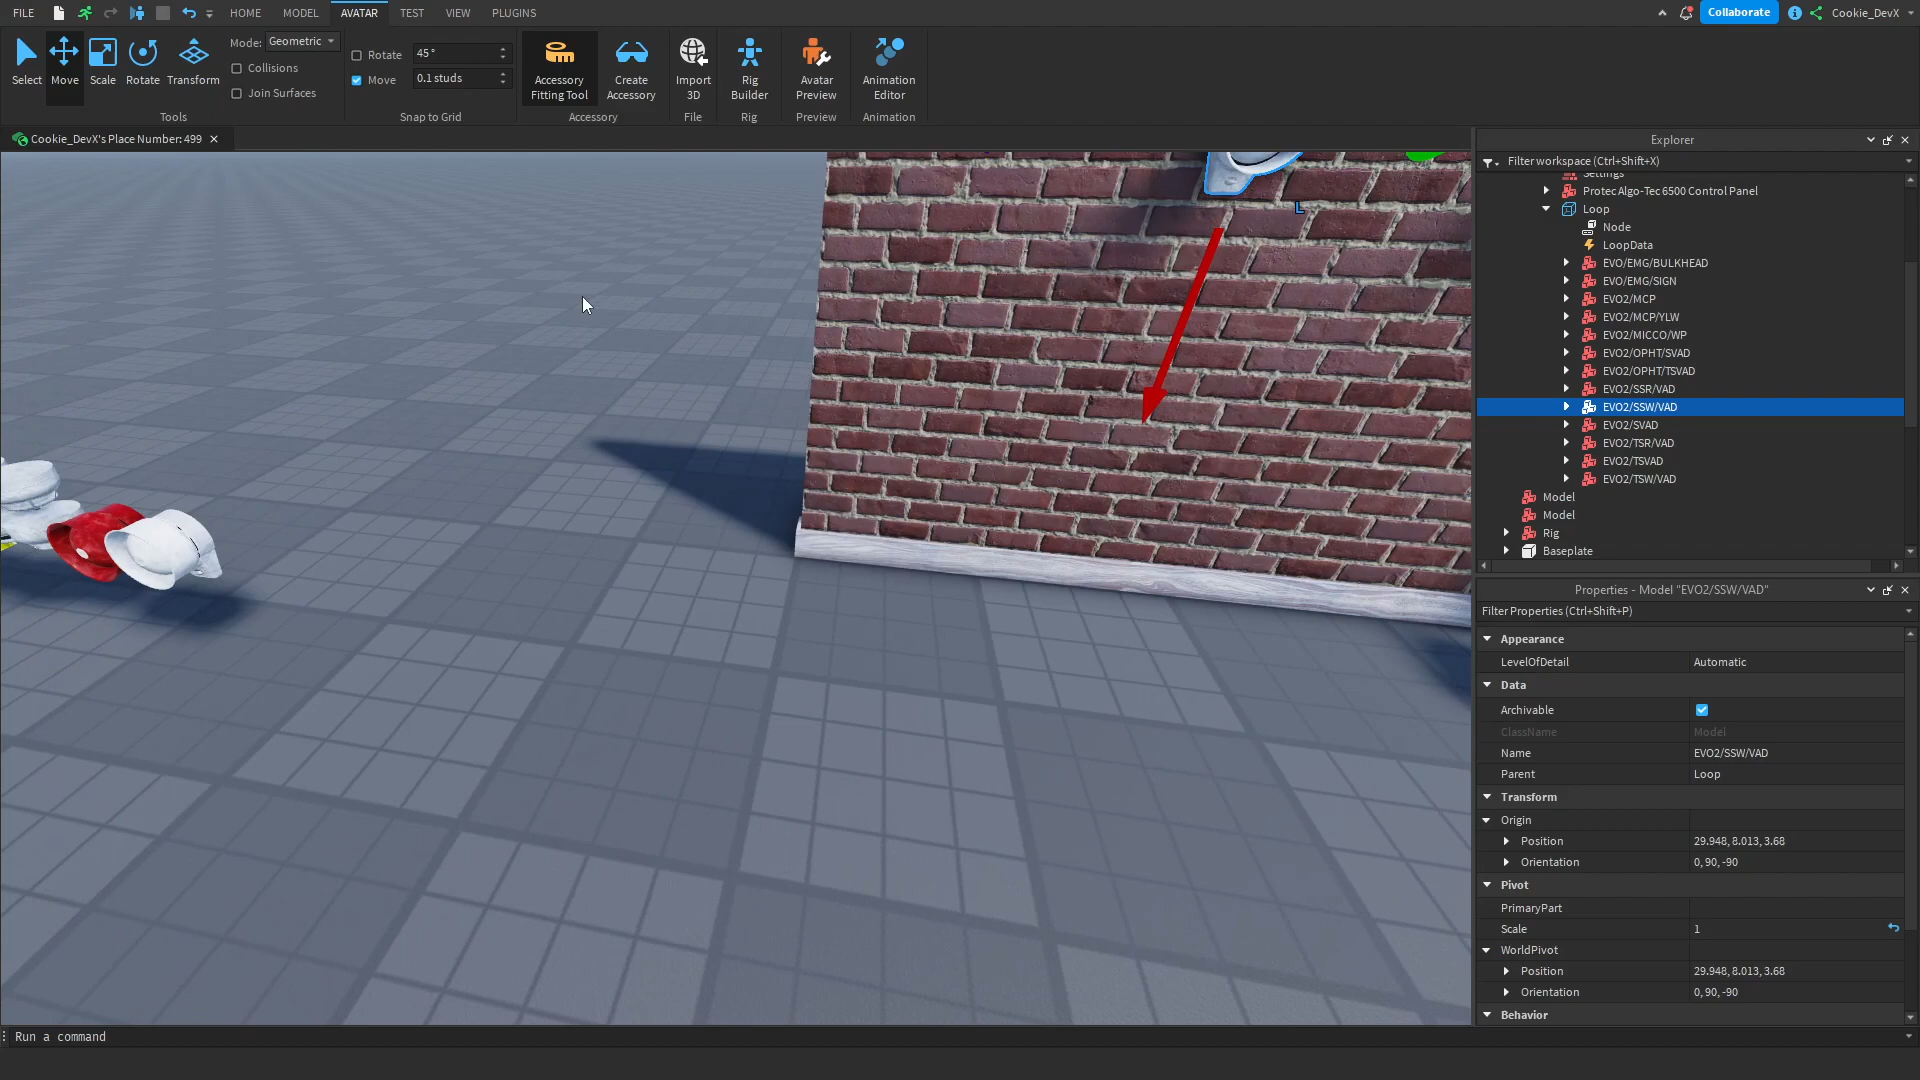 FILE HOME MODEL AVATAR TEST VIEW PLUGINS Collaborate Cookie_DevX
Select Move Scale Rotate Transform
Mode: Geometric
Collisions
Join Surfaces
Tools
Rotate 45 °
Move 0.1 studs
Snap to Grid
Accessory
Fitting Tool
Create
Accessory
Accessory
Import
3D
File
Rig
Builder
Rig
Avatar
Preview
Preview
Animation
Editor
Animation
Cookie_DevX's Place Number: 499
L
Explorer
Filter workspace (Ctrl+Shift+X)
Settings
Protec Algo-Tec 6500 Control Panel
Loop
Node
LoopData
EVO/EMG/BULKHEAD
EVO/EMG/SIGN
EVO2/MCP
EVO2/MCP/YLW
EVO2/MICCO/WP
EVO2/OPHT/SVAD
EVO2/OPHT/TSVAD
EVO2/SSR/VAD
EVO2/SSW/VAD
EVO2/SVAD
EVO2/TSR/VAD
EVO2/TSVAD
EVO2/TSW/VAD
Model
Model
Rig
Baseplate
Properties - Model "EVO2/SSW/VAD"
Filter Properties (Ctrl+Shift+P)
Appearance
LevelOfDetail Automatic
Data
Archivable
ClassName Model
Name EVO2/SSW/VAD
Parent Loop
Transform
Origin
Position 29.948, 8.013, 3.68
Orientation 0, 90, -90
Pivot
PrimaryPart
Scale 1
WorldPivot
Position 29.948, 8.013, 3.68
Orientation 0, 90, -90
Behavior
Run a command